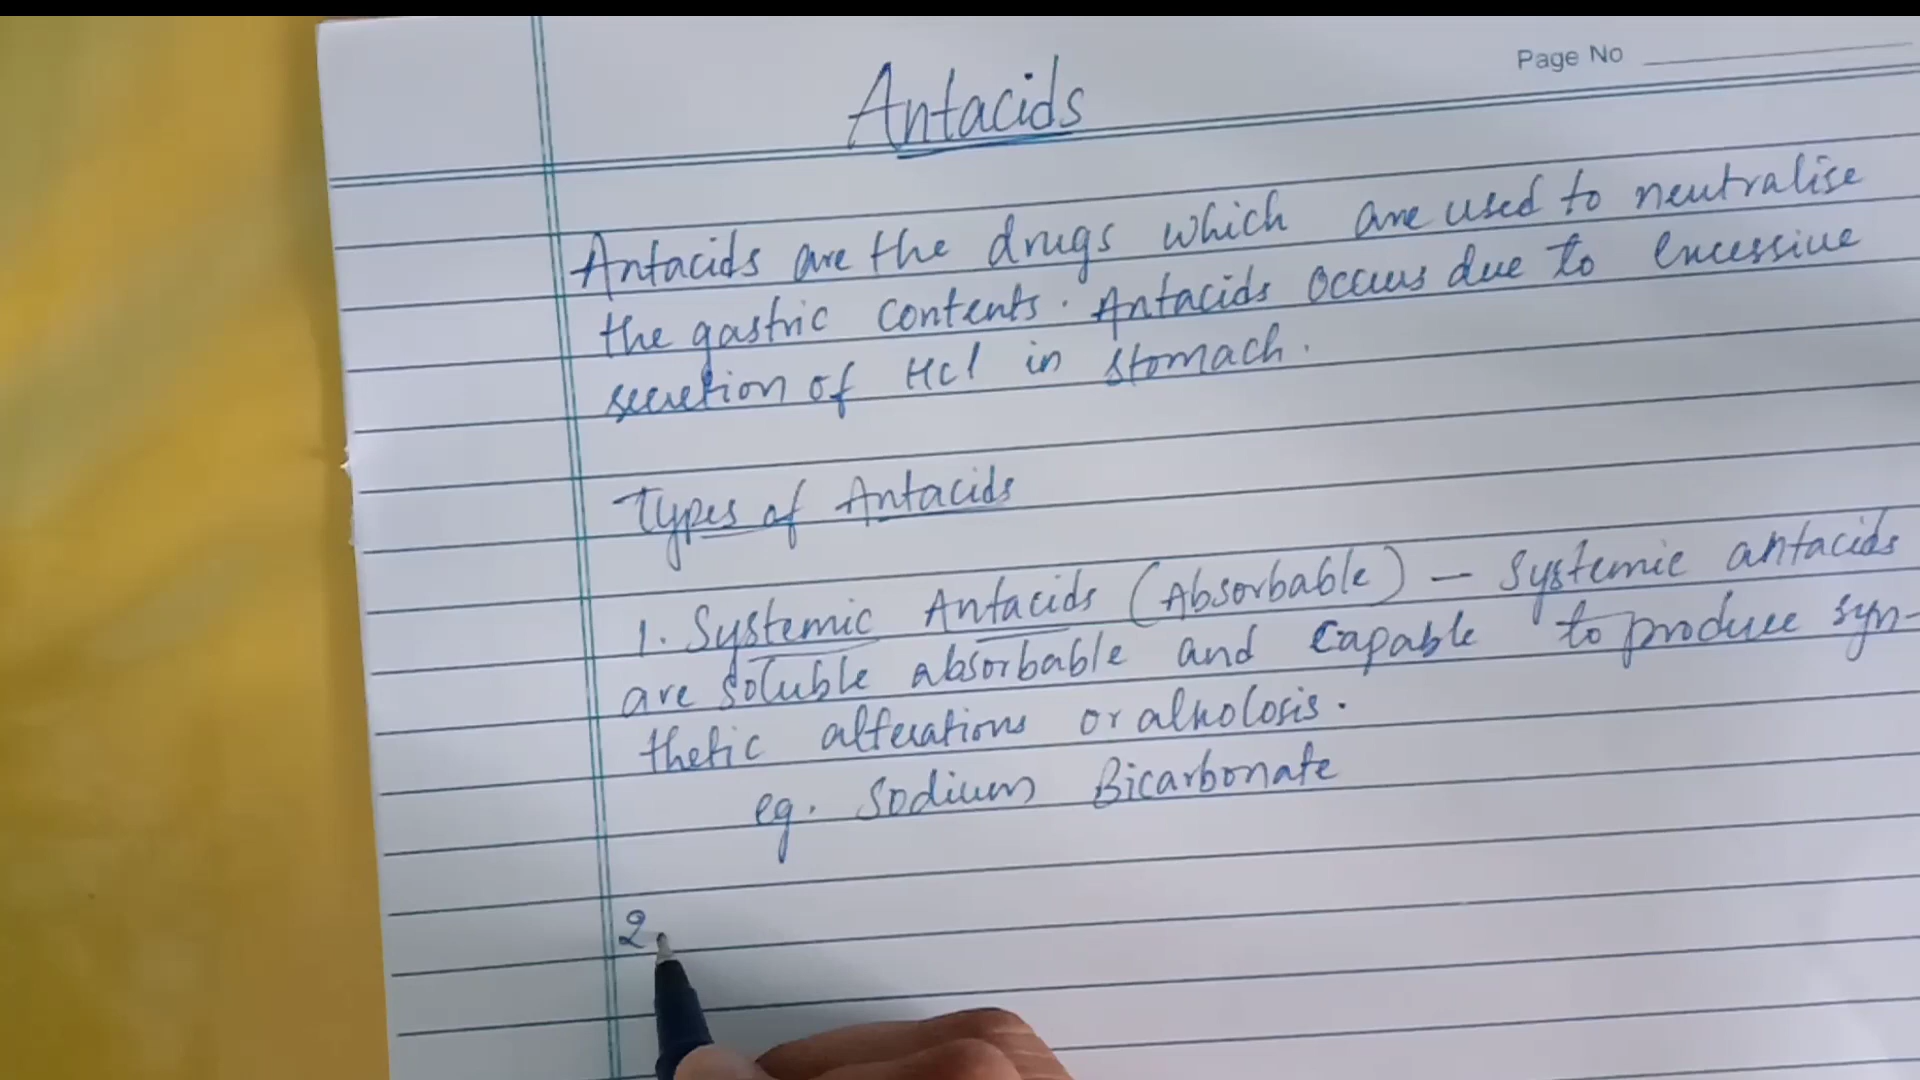 Page No
Antacids
Antacids are the drugs which are used to neutralise
the gastric contents. Antacids occurs due to excessive
secretion of HCl in stomach.
Types of Antacids
1. Systemic Antacids (Absorbable) – Systemic antacids
are soluble absorbable and capable to produce syn-
thetic alterations or alkolosis.
eg. Sodium Bicarbonate
2.